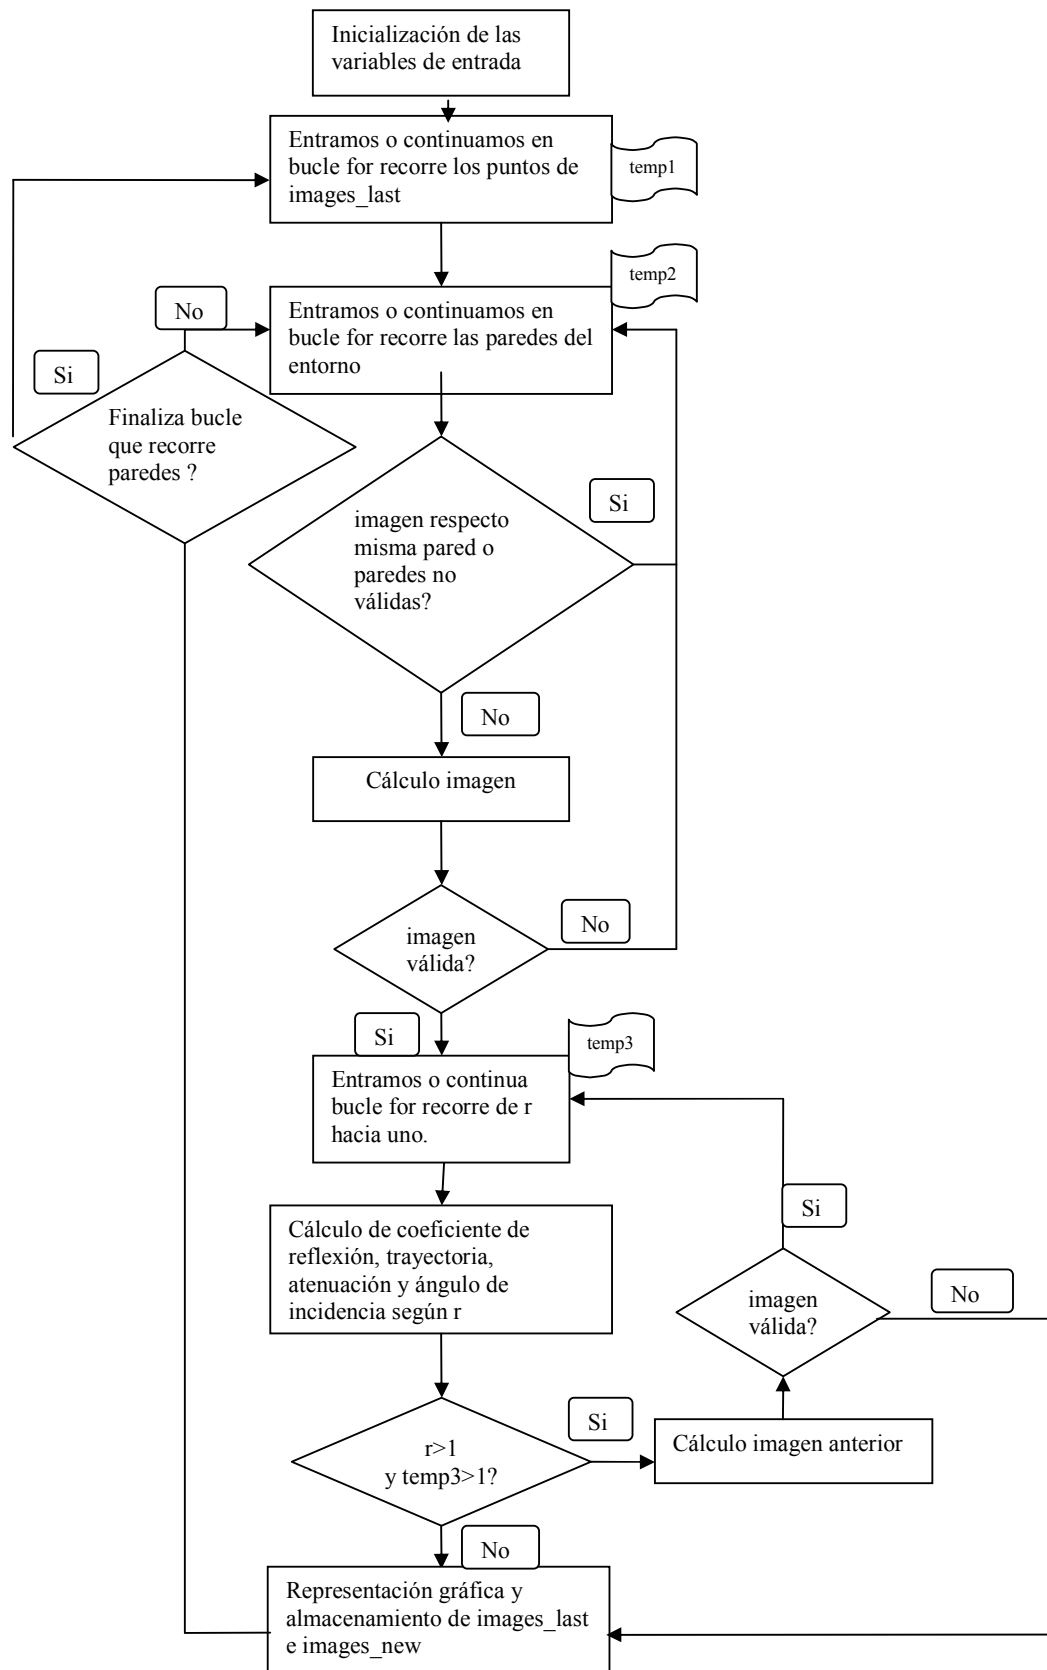 Inicialización de las
variables de entrada
Entramos o continuamos en
bucle for recorre los puntos de
images_last
temp1
temp2
Entramos o continuamos en
bucle for recorre las paredes del
entorno
No
Si
Finaliza bucle
que recorre
paredes ?
Si
imagen respecto
misma pared o
paredes no
válidas?
No
Cálculo imagen
No
imagen
válida?
Si
temp3
Entramos o continua
bucle for recorre de r
hacia uno.
Si
Cálculo de coeficiente de
reflexión, trayectoria,
atenuación y ángulo de
incidencia según r
No
imagen
válida?
Si
Cálculo imagen anterior
r>1
y temp3>1?
No
Representación gráfica y
almacenamiento de images_last
e images_new